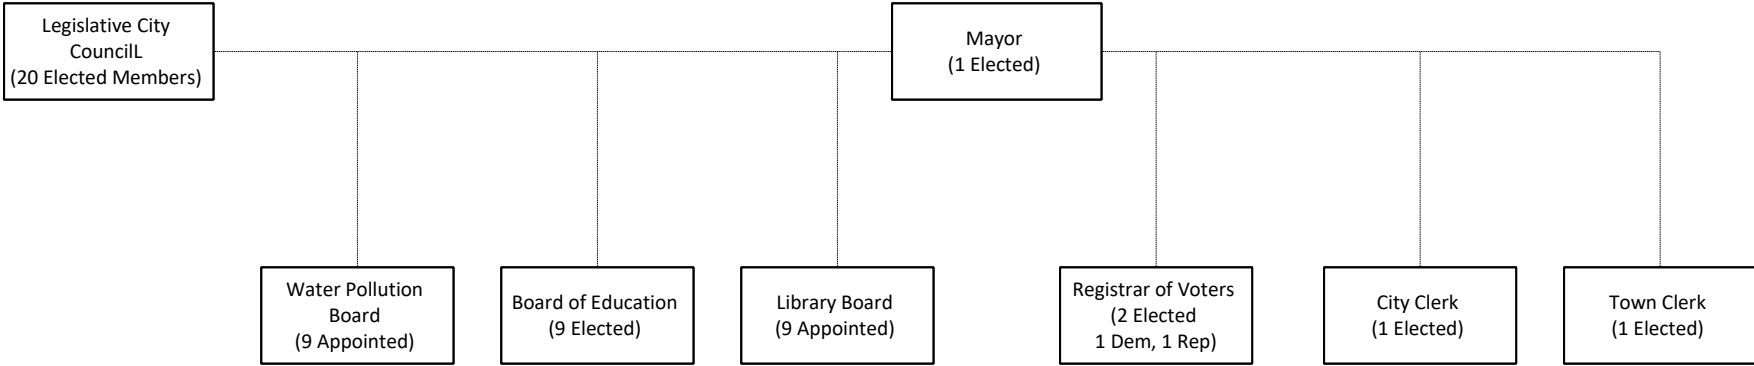 Legislative City
CouncilL
(20 Elected Members)
Mayor
(1 Elected)
Water Pollution
Board
(9 Appointed)
Board of Education
(9 Elected)
Library Board
(9 Appointed)
Registrar of Voters
(2 Elected
1 Dem, 1 Rep)
City Clerk
(1 Elected)
Town Clerk
(1 Elected)